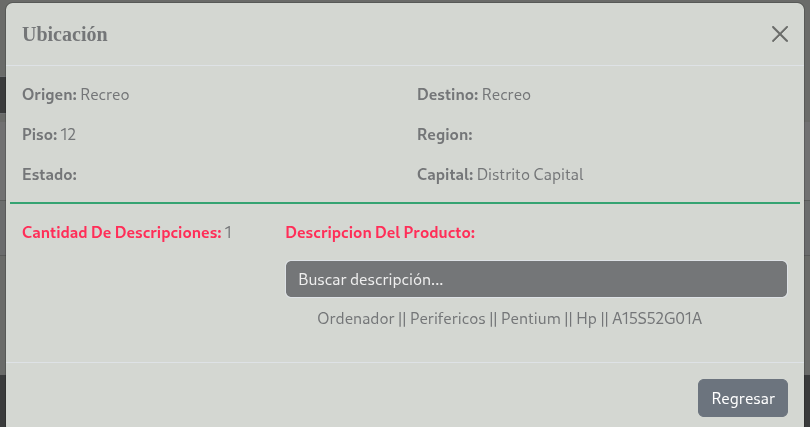 Ubicación
Origen: Recreo
Destino: Recreo
Piso: 12
Region:
Estado:
Capital: Distrito Capital
Cantidad De Descripciones: 1
Descripcion Del Producto:
Buscar descripción...
Ordenador || Perifericos || Pentium || Hp || A15S52G01A
Regresar